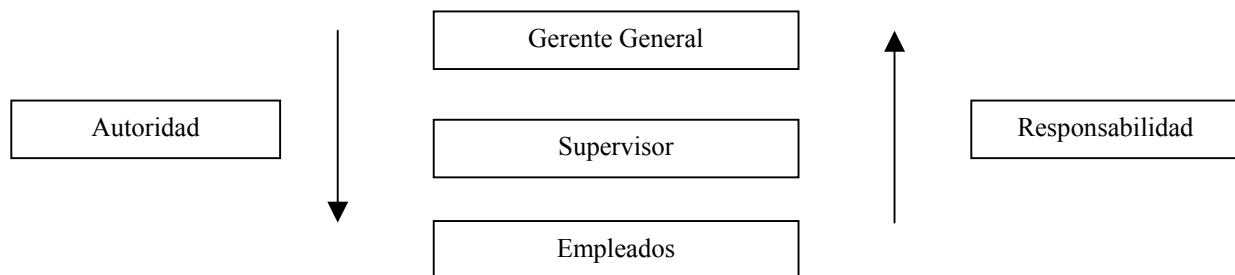 Gerente General
Autoridad
Supervisor
Responsabilidad
Empleados